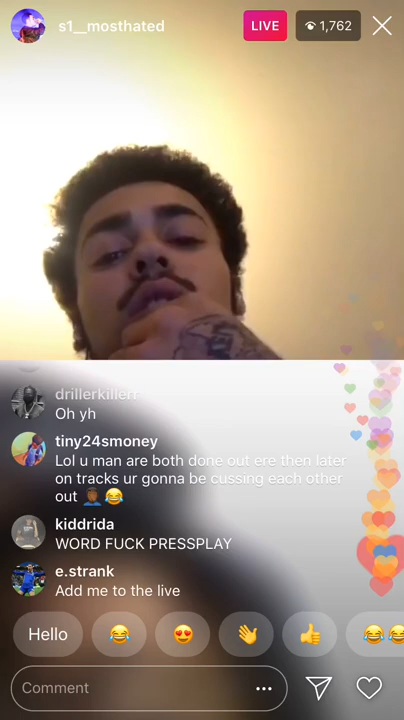 s1__mosthated
LIVE
1,762
drillerkillerr
Oh yh
tiny24smoney
Lol u man are both done out ere then later
on tracks ur gonna be cussing each other
out 🤦🏾‍♂️😂
kiddrida
WORD FUCK PRESSPLAY
e.strank
Add me to the live
Hello
Comment